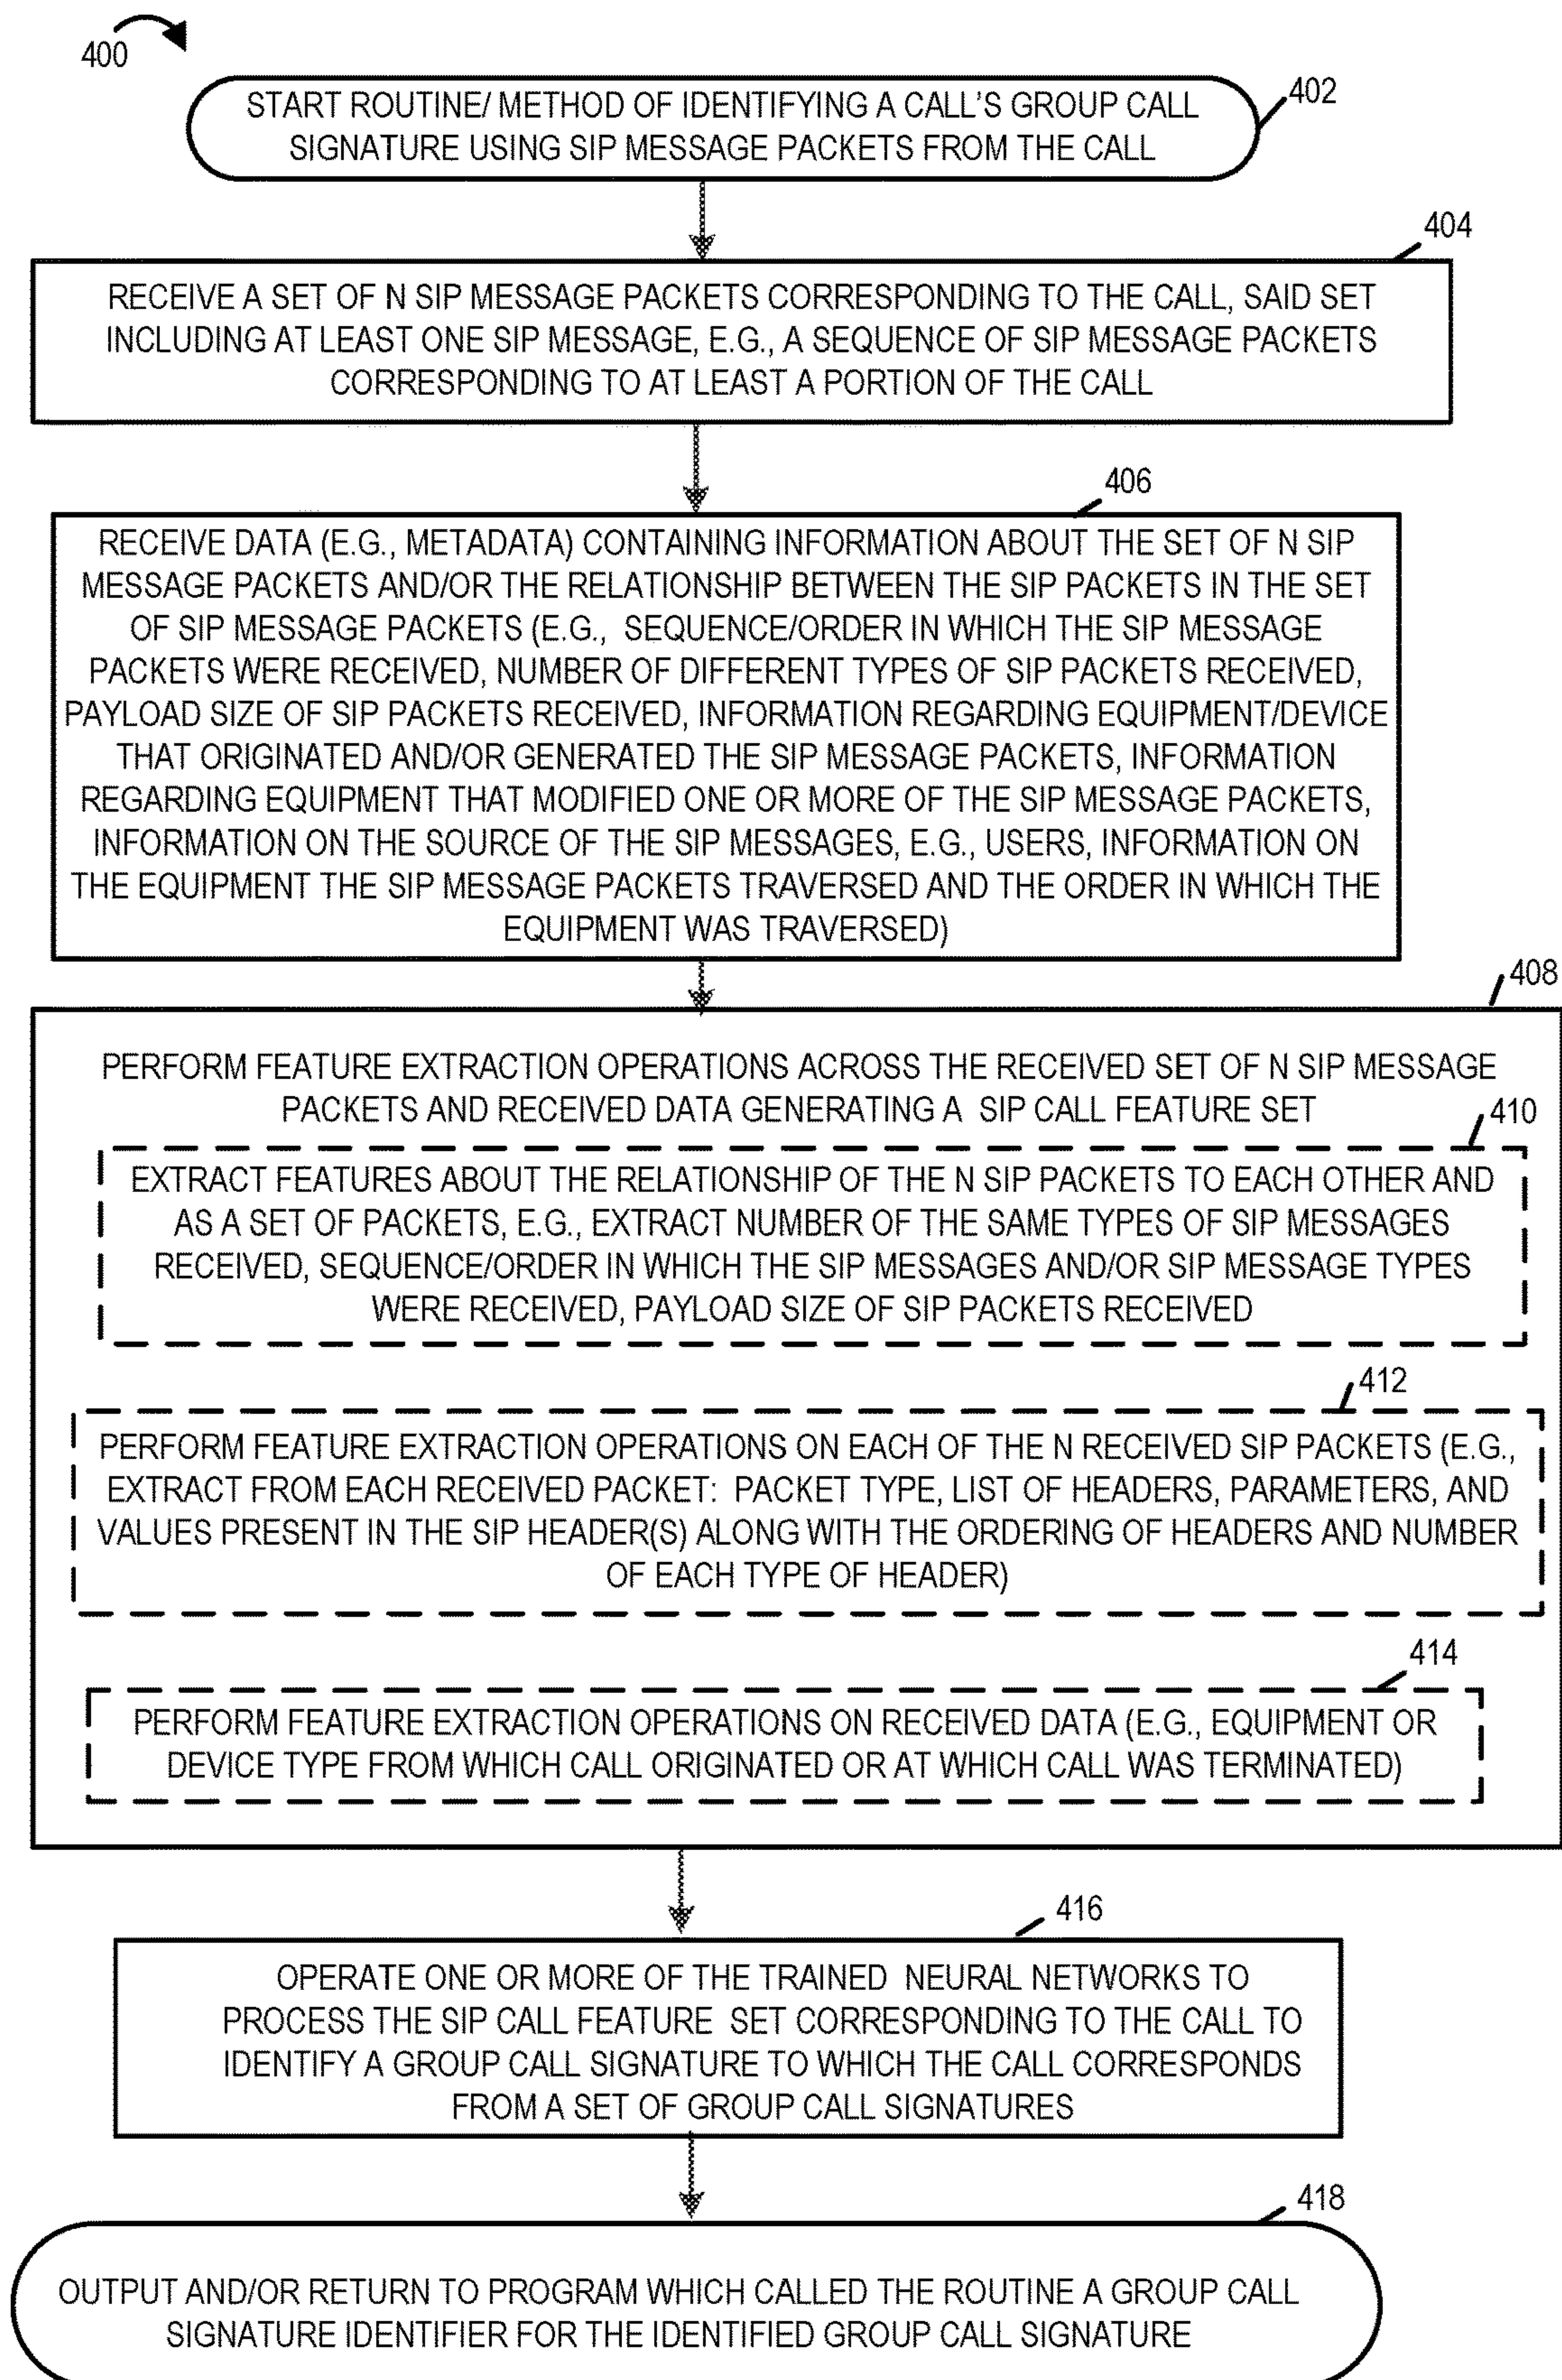 400
402
START ROUTINE/ METHOD OF IDENTIFYING A CALL'S GROUP CALL
SIGNATURE USING SIP MESSAGE PACKETS FROM THE CALL
404
RECEIVE A SET OF N SIP MESSAGE PACKETS CORRESPONDING TO THE CALL, SAID SET
INCLUDING AT LEAST ONE SIP MESSAGE, E.G., A SEQUENCE OF SIP MESSAGE PACKETS
CORRESPONDING TO AT LEAST A PORTION OF THE CALL
406
RECEIVE DATA (E.G., METADATA) CONTAINING INFORMATION ABOUT THE SET OF N SIP
MESSAGE PACKETS AND/OR THE RELATIONSHIP BETWEEN THE SIP PACKETS IN THE SET
OF SIP MESSAGE PACKETS (E.G., SEQUENCE/ORDER IN WHICH THE SIP MESSAGE
PACKETS WERE RECEIVED, NUMBER OF DIFFERENT TYPES OF SIP PACKETS RECEIVED,
PAYLOAD SIZE OF SIP PACKETS RECEIVED, INFORMATION REGARDING EQUIPMENT/DEVICE
THAT ORIGINATED AND/OR GENERATED THE SIP MESSAGE PACKETS, INFORMATION
REGARDING EQUIPMENT THAT MODIFIED ONE OR MORE OF THE SIP MESSAGE PACKETS,
INFORMATION ON THE SOURCE OF THE SIP MESSAGES, E.G., USERS, INFORMATION ON
THE EQUIPMENT THE SIP MESSAGE PACKETS TRAVERSED AND THE ORDER IN WHICH THE
EQUIPMENT WAS TRAVERSED)
408
PERFORM FEATURE EXTRACTION OPERATIONS ACROSS THE RECEIVED SET OF N SIP MESSAGE
PACKETS AND RECEIVED DATA GENERATING A SIP CALL FEATURE SET
410
EXTRACT FEATURES ABOUT THE RELATIONSHIP OF THE N SIP PACKETS TO EACH OTHER AND
AS A SET OF PACKETS, E.G., EXTRACT NUMBER OF THE SAME TYPES OF SIP MESSAGES
RECEIVED, SEQUENCE/ORDER IN WHICH THE SIP MESSAGES AND/OR SIP MESSAGE TYPES
WERE RECEIVED, PAYLOAD SIZE OF SIP PACKETS RECEIVED
412
PERFORM FEATURE EXTRACTION OPERATIONS ON EACH OF THE N RECEIVED SIP PACKETS (E.G.,
EXTRACT FROM EACH RECEIVED PACKET: PACKET TYPE, LIST OF HEADERS, PARAMETERS, AND
VALUES PRESENT IN THE SIP HEADER(S) ALONG WITH THE ORDERING OF HEADERS AND NUMBER
OF EACH TYPE OF HEADER)
414
PERFORM FEATURE EXTRACTION OPERATIONS ON RECEIVED DATA (E.G., EQUIPMENT OR
DEVICE TYPE FROM WHICH CALL ORIGINATED OR AT WHICH CALL WAS TERMINATED)
416
OPERATE ONE OR MORE OF THE TRAINED NEURAL NETWORKS TO
PROCESS THE SIP CALL FEATURE SET CORRESPONDING TO THE CALL TO
IDENTIFY A GROUP CALL SIGNATURE TO WHICH THE CALL CORRESPONDS
FROM A SET OF GROUP CALL SIGNATURES
418
OUTPUT AND/OR RETURN TO PROGRAM WHICH CALLED THE ROUTINE A GROUP CALL
SIGNATURE IDENTIFIER FOR THE IDENTIFIED GROUP CALL SIGNATURE